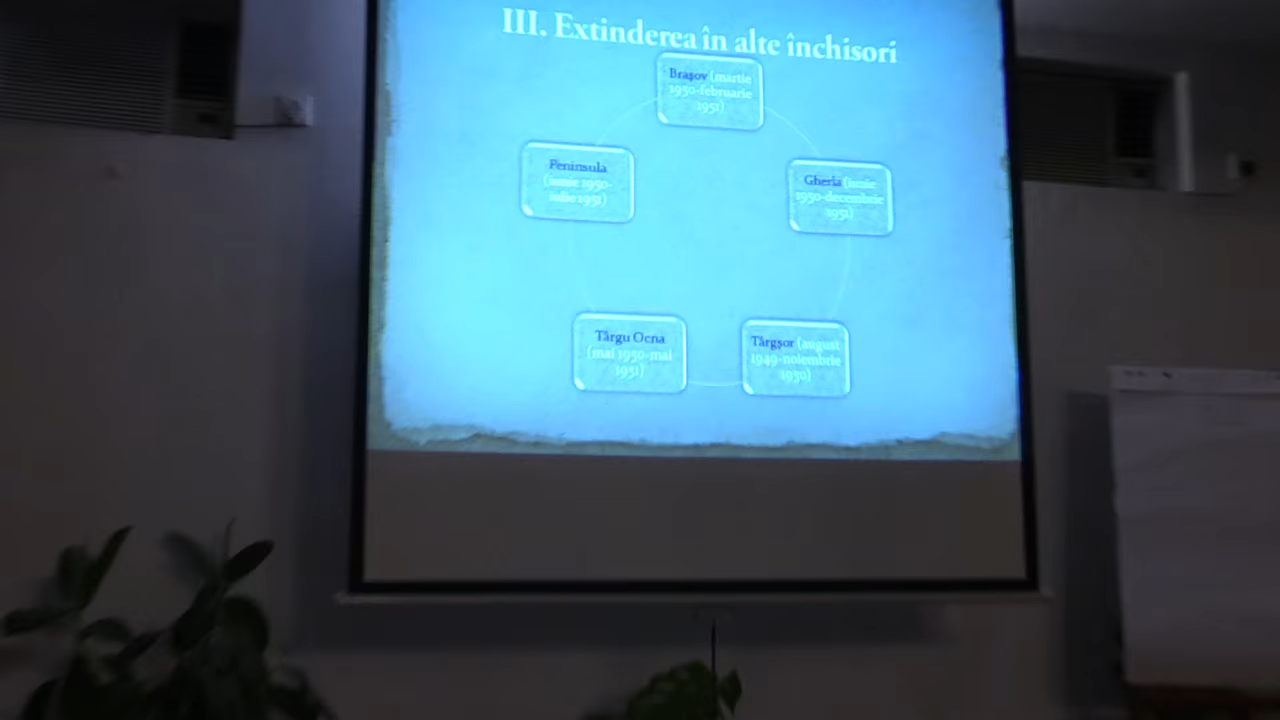 III. Extinderea în alte închisori
Brașov (martie
1950-februarie
1951)
Peninsula
(iunie 1950-
iulie 1951)
Gherla (iunie
1950-decembrie
1951)
Târgu Ocna
(mai 1950-mai
1951)
Târgșor (august
1949-noiembrie
1950)